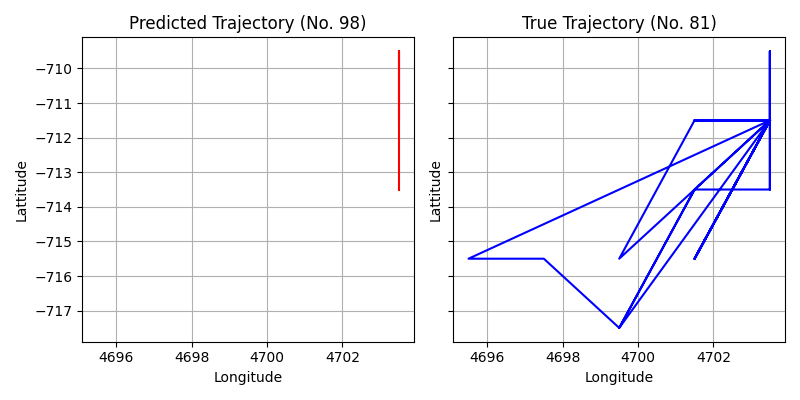 Predicted Trajectory (No. 98)
−710
−711
−712
−713
−714
−715
−716
−717
Lattitude
4696 4698 4700 4702
Longitude
True Trajectory (No. 81)
Lattitude
4696 4698 4700 4702
Longitude